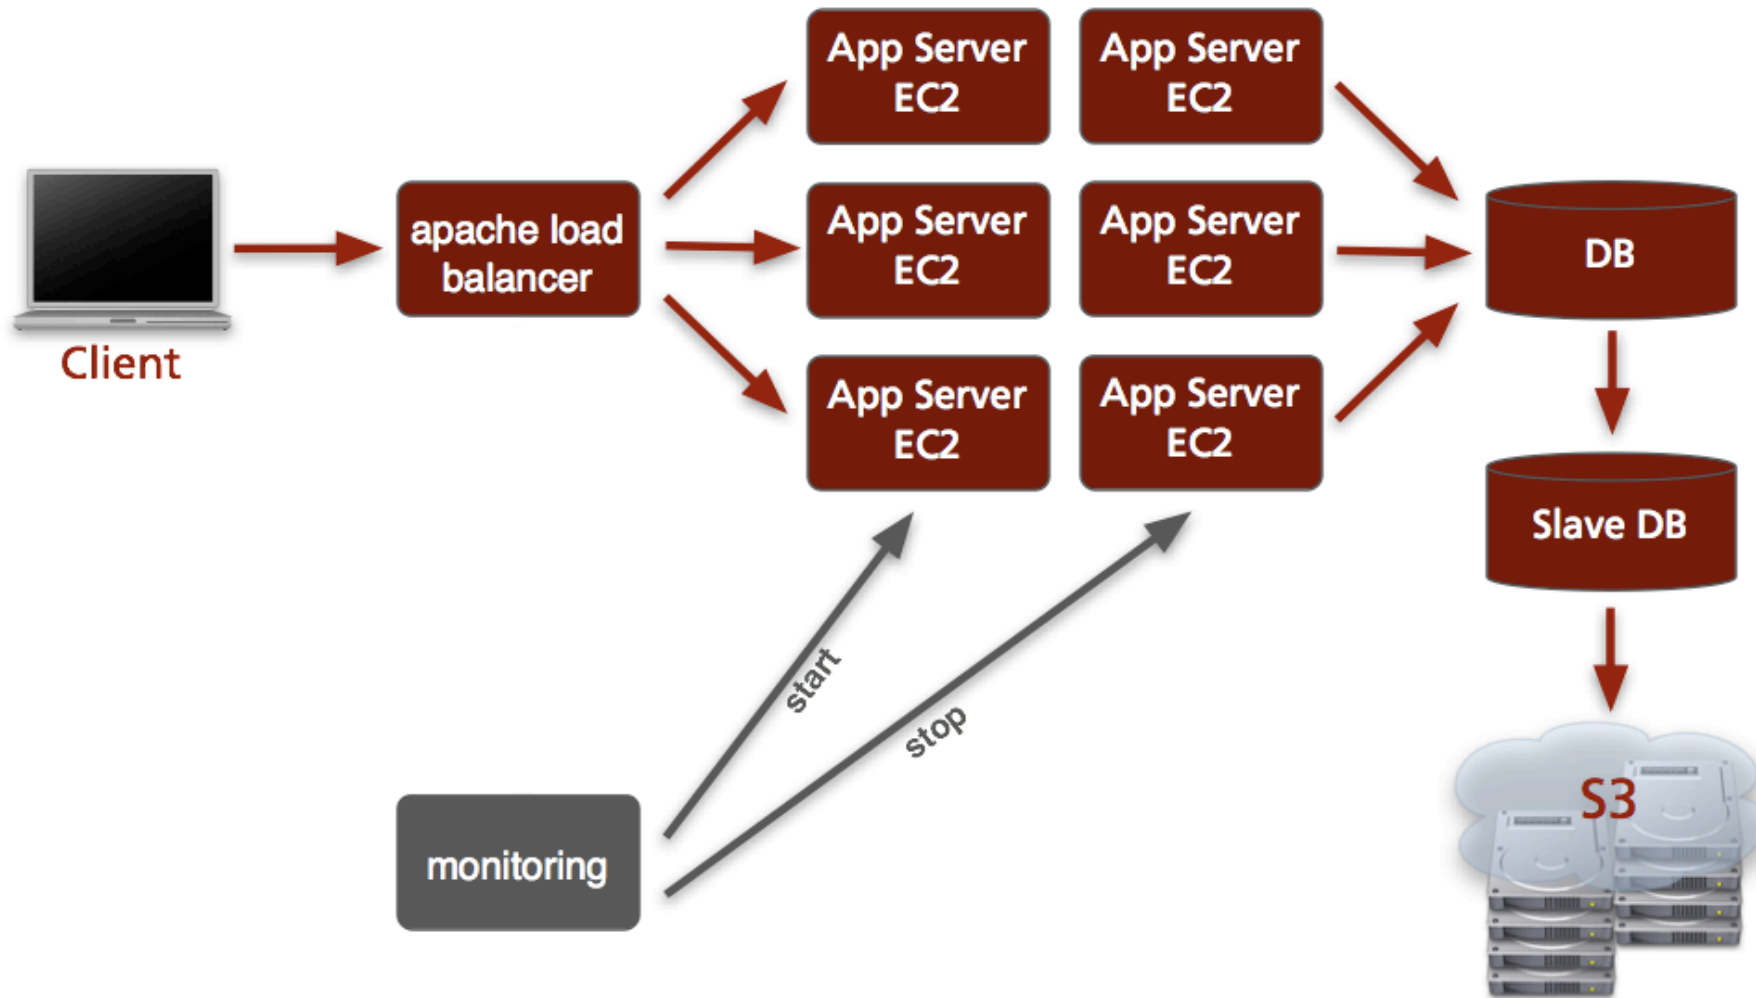 App Server
EC2
App Server
EC2
apache load
balancer
App Server
EC2
App Server
EC2
DB
Client
App Server
EC2
App Server
EC2
Slave DB
start
stop
S3
monitoring